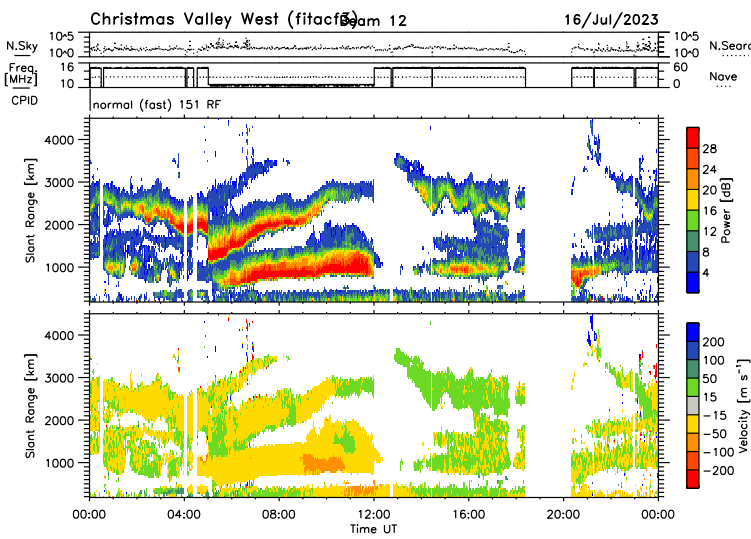 Christmas Valley West (fitacf3) Beam 12 16/Jul/2023
N.Sky 10^5 10^0 10^5 10^0 N.Searc
Freq [MHz] 16 10 60 0 Nave
CPID normal (fast) 151 RF
Slant Range [km] 4000 3000 2000 1000
28 24 20 16 12 8 4 Power [dB]
Slant Range [km] 4000 3000 2000 1000
200 100 50 15 -15 -50 -100 -200 Velocity [m s⁻¹]
00:00 04:00 08:00 12:00 16:00 20:00 00:00
Time UT